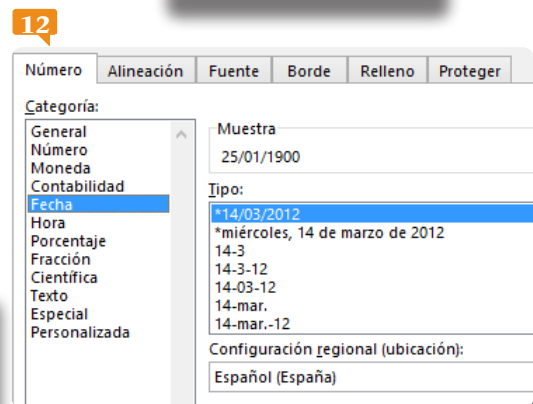 12
Número Alineación Fuente Borde Relleno Proteger
Categoría:
General
Número
Moneda
Contabilidad
Fecha
Hora
Porcentaje
Fracción
Científica
Texto
Especial
Personalizada
Muestra
25/01/1900
Tipo:
*14/03/2012
*miércoles, 14 de marzo de 2012
14-3
14-3-12
14-03-12
14-mar.
14-mar.-12
Configuración regional (ubicación):
Español (España)